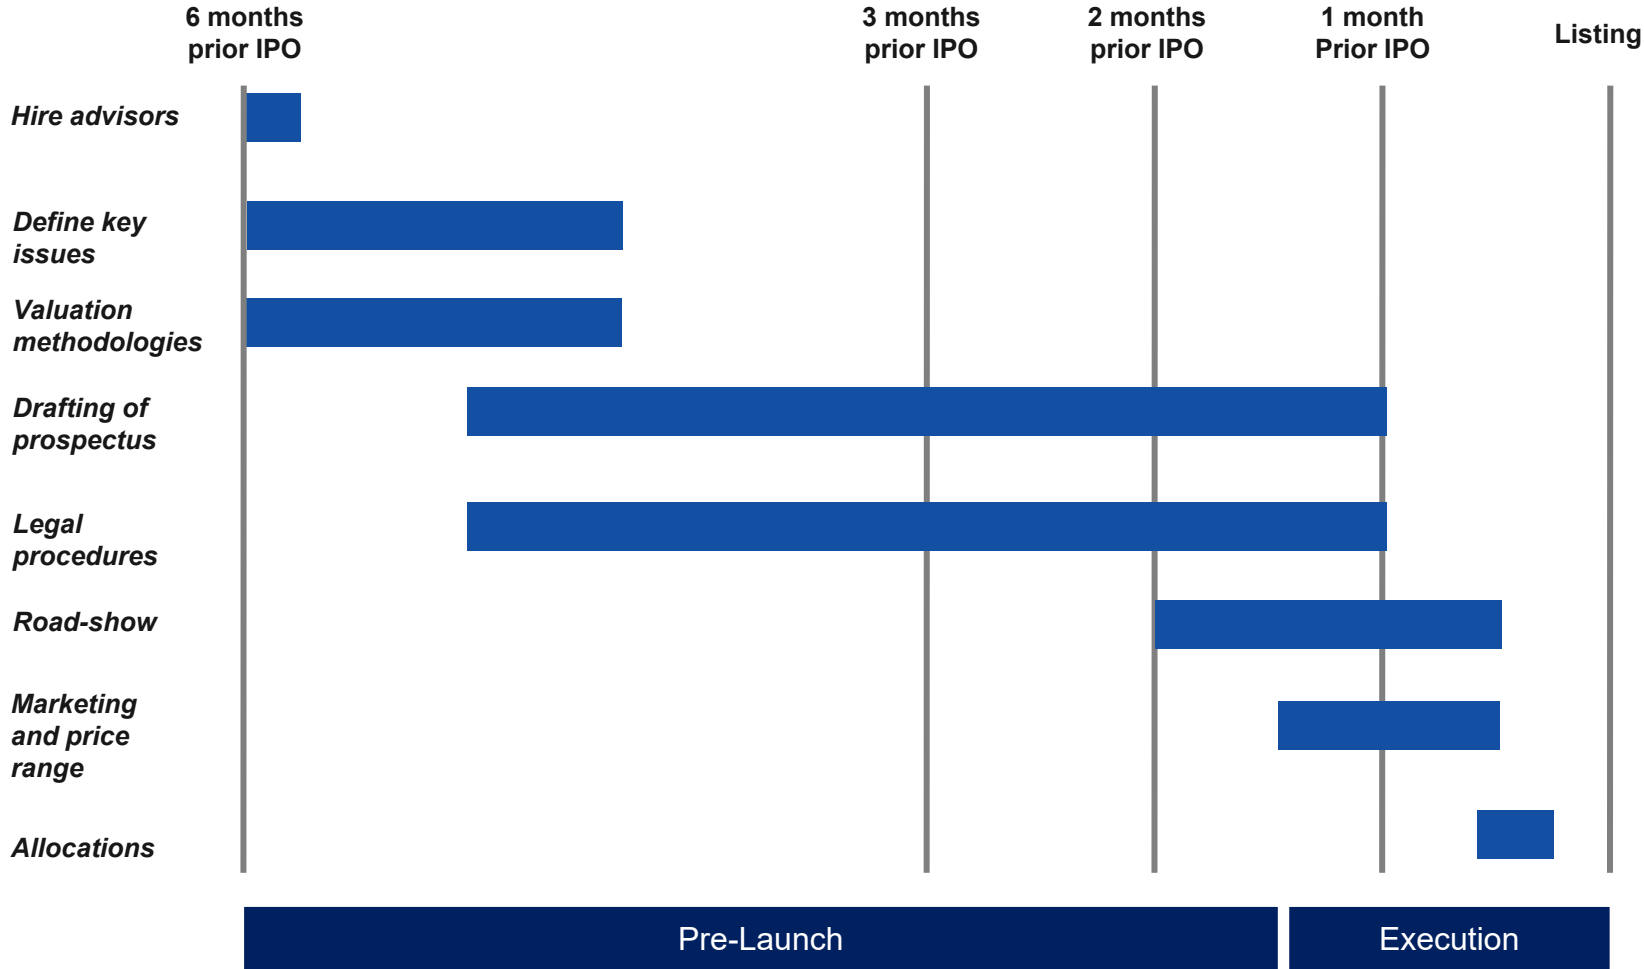 6 months
prior IPO
3 months
prior IPO
2 months
prior IPO
1 month
Prior IPO
Listing
Hire advisors
Define key
issues
Valuation
methodologies
Drafting of
prospectus
Legal
procedures
Road-show
Marketing
and price
range
Allocations
Pre-Launch
Execution